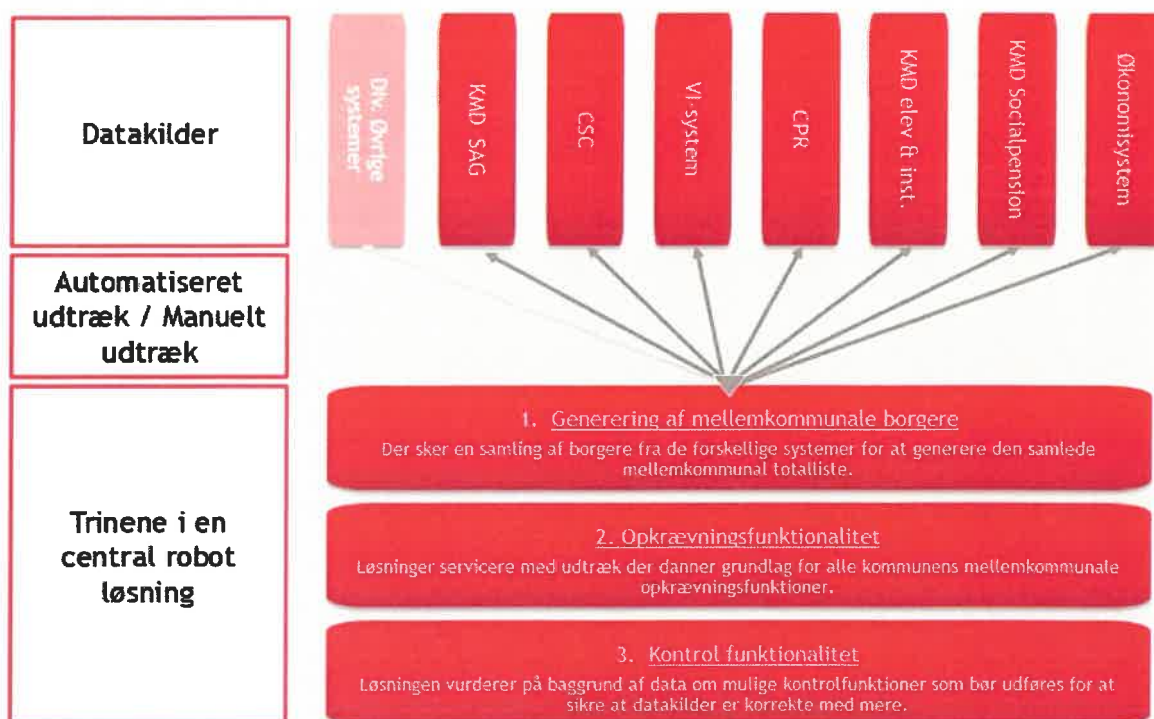 Datakilder
Div. Øvrige
systemer
KMD SAG
CSC
VI-system
CPR
KMD elev & inst.
KMD Socialpension
Økonomisystem
Automatiseret
udtræk / Manuelt
udtræk
Trinene i en
central robot
løsning
1. Generering af mellemkommunale borgere
Der sker en samling af borgere fra de forskellige systemer for at generere den samlede
mellemkommunal totalliste.
2. Opkrævningsfunktionalitet
Løsninger servicere med udtræk der danner grundlag for alle kommunens mellemkommunale
opkrævningsfunktioner.
3. Kontrol funktionalitet
Løsningen vurderer på baggrund af data om mulige kontrolfunktioner som bør udføres for at
sikre at datakilder er korrekte med mere.